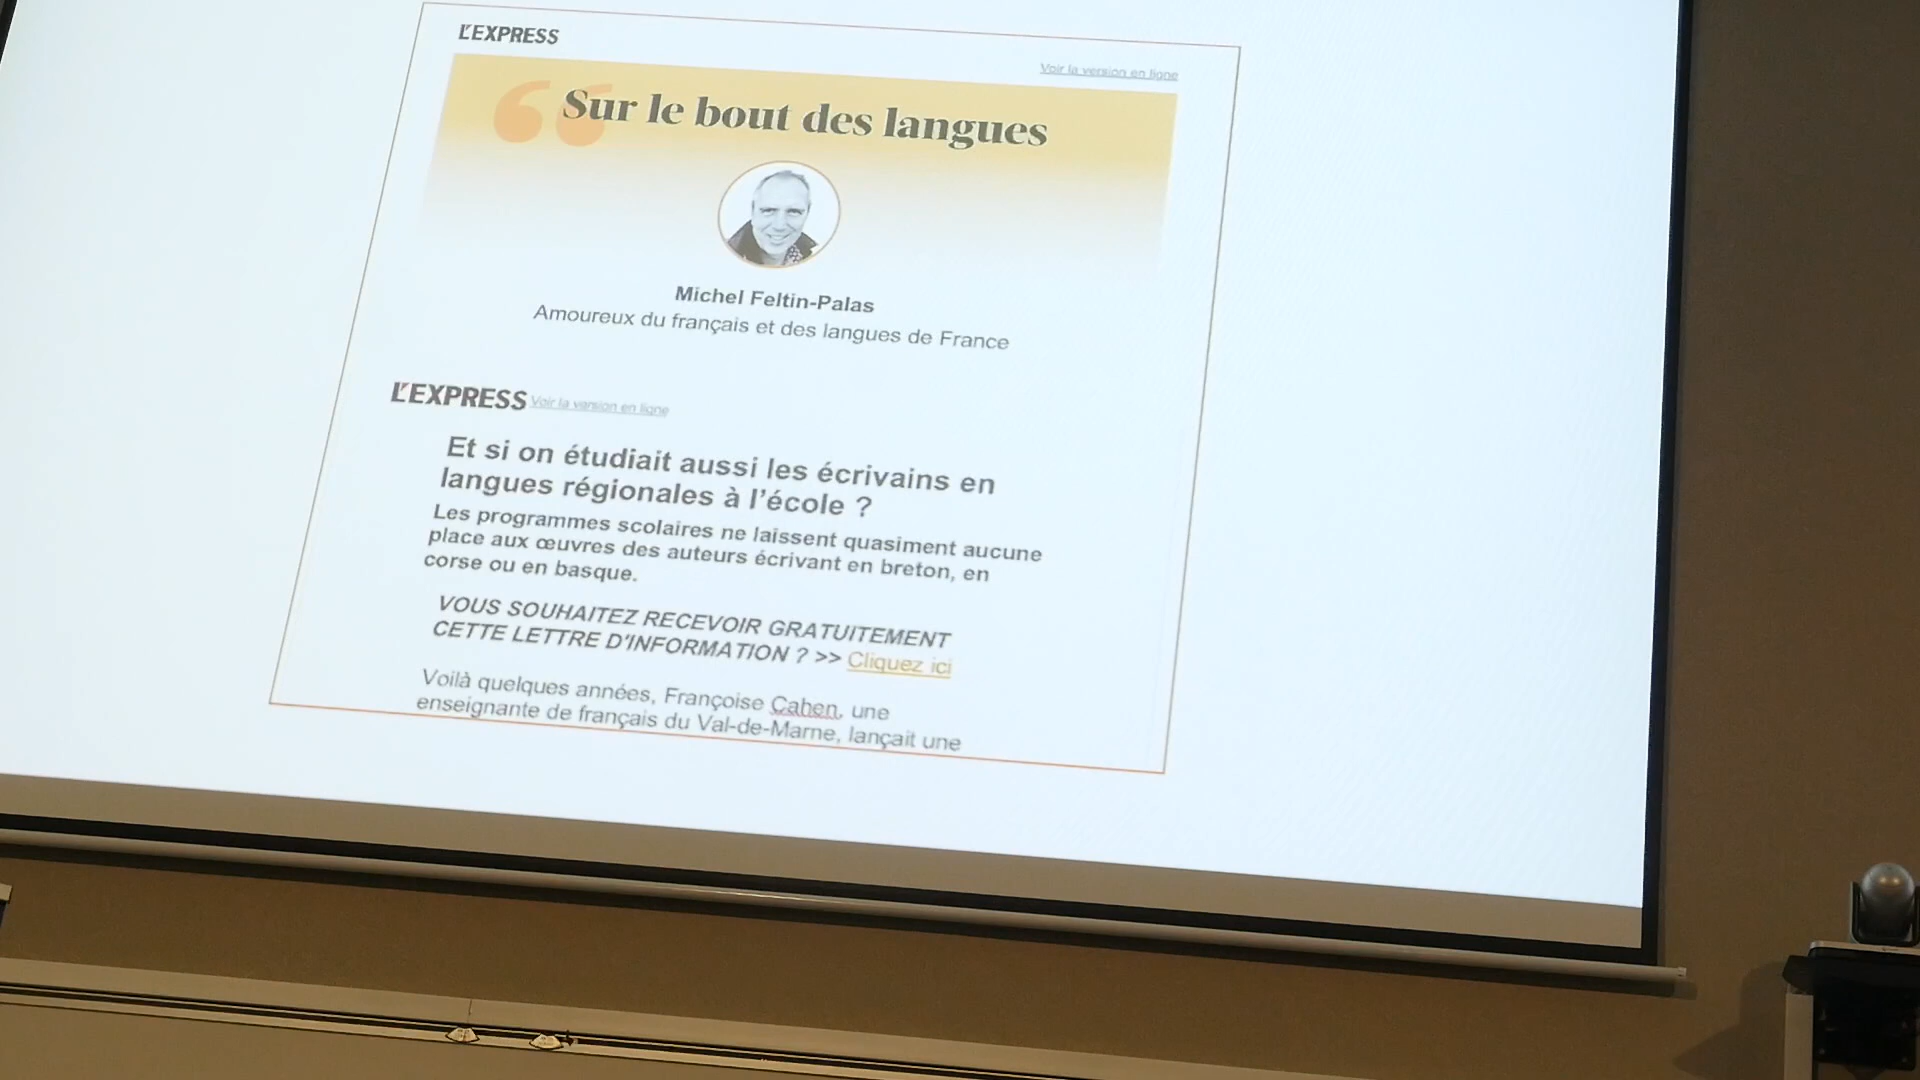 L'EXPRESS
Voir la version en ligne
Sur le bout des langues
Michel Feltin-Palas
Amoureux du français et des langues de France
L'EXPRESS Voir la version en ligne
Et si on étudiait aussi les écrivains en
langues régionales à l'école ?
Les programmes scolaires ne laissent quasiment aucune
place aux œuvres des auteurs écrivant en breton, en
corse ou en basque.
VOUS SOUHAITEZ RECEVOIR GRATUITEMENT
CETTE LETTRE D'INFORMATION ? >> Cliquez ici
Voilà quelques années, Françoise Cahen, une
enseignante de français du Val-de-Marne, lançait une